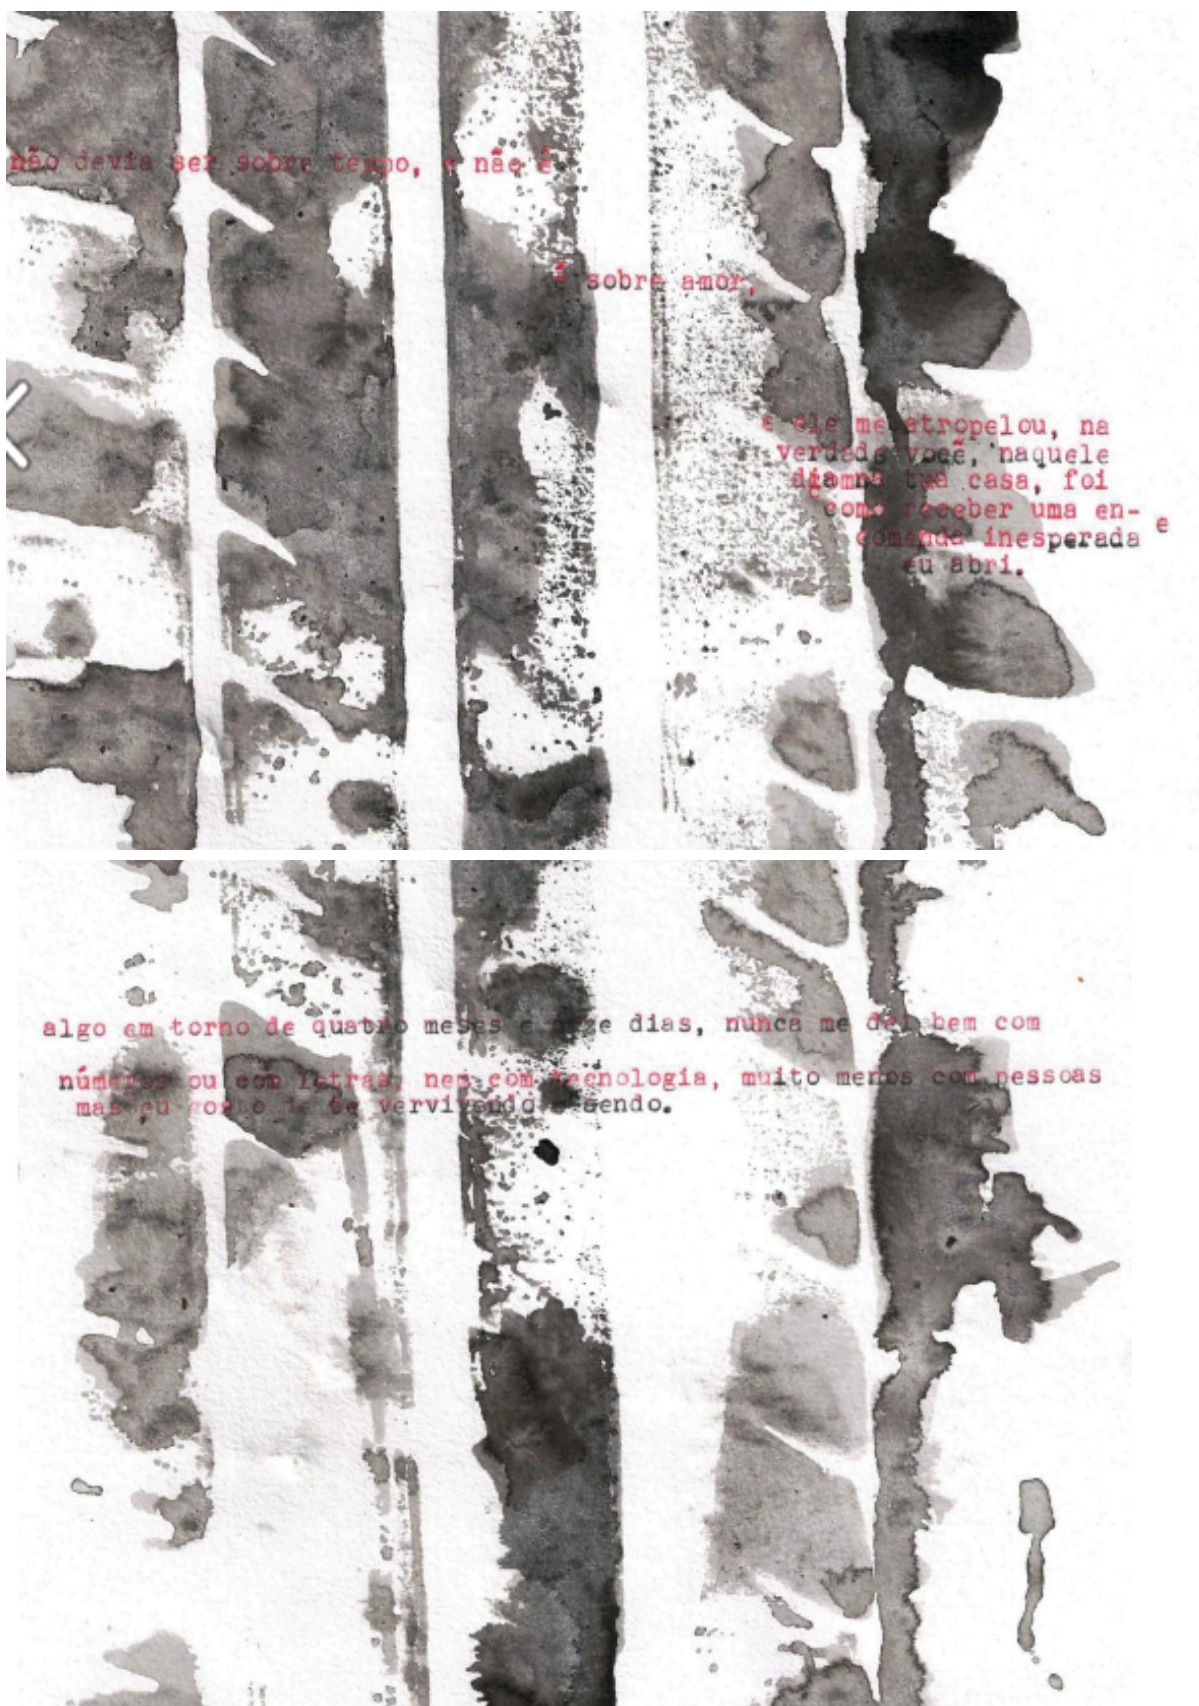 não devia ser sobre tempo, e não é
é sobre amor,
e ele me atropelou, na
verdade você, naquele
na tua casa, foi
como receber uma en- e
comenda inesperada
eu abri.
algo em torno de quatro meses e doze dias, nunca me dei bem com
números ou com letras, nem com tecnologia, muito menos com pessoas
mas eu gosto de te vervivendo e sendo.